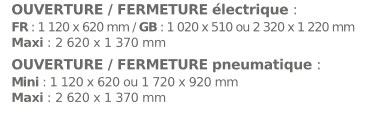 OUVERTURE / FERMETURE électrique :
FR : 1 120 x 620 mm / GB : 1 020 x 510 ou 2 320 x 1 220 mm
Maxi : 2 620 x 1 370 mm
OUVERTURE / FERMETURE pneumatique :
Mini : 1 120 x 620 ou 1 720 x 920 mm
Maxi : 2 620 x 1 370 mm